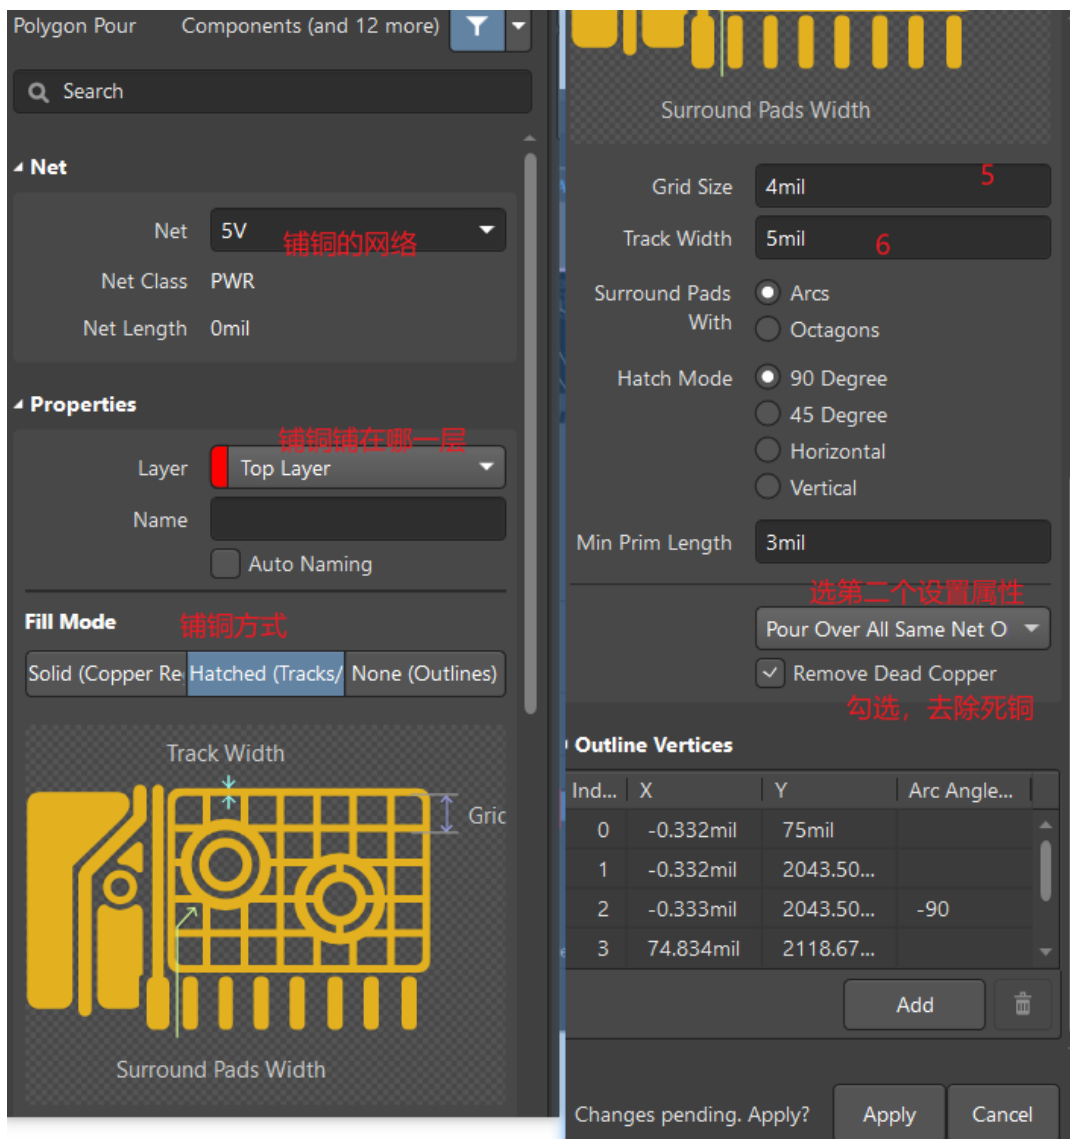 Polygon Pour Components (and 12 more)
Search
Net
Net 5V
铺铜的网络
Net Class PWR
Net Length 0mil
Properties
铺铜铺在哪一层
Layer Top Layer
Name
Auto Naming
Fill Mode 铺铜方式
Solid (Copper Re Hatched (Tracks/ None (Outlines)
Track Width
Gric
Surround Pads Width
Surround Pads Width
Grid Size 4mil 5
Track Width 5mil 6
Surround Pads With
Arcs
Octagons
Hatch Mode 90 Degree
45 Degree
Horizontal
Vertical
Min Prim Length 3mil
选第二个设置属性
Pour Over All Same Net O
Remove Dead Copper
勾选，去除死铜
Outline Vertices
Ind... X Y Arc Angle...
0 -0.332mil 75mil
1 -0.332mil 2043.50...
2 -0.333mil 2043.50... -90
3 74.834mil 2118.67...
Add
Changes pending. Apply? Apply Cancel